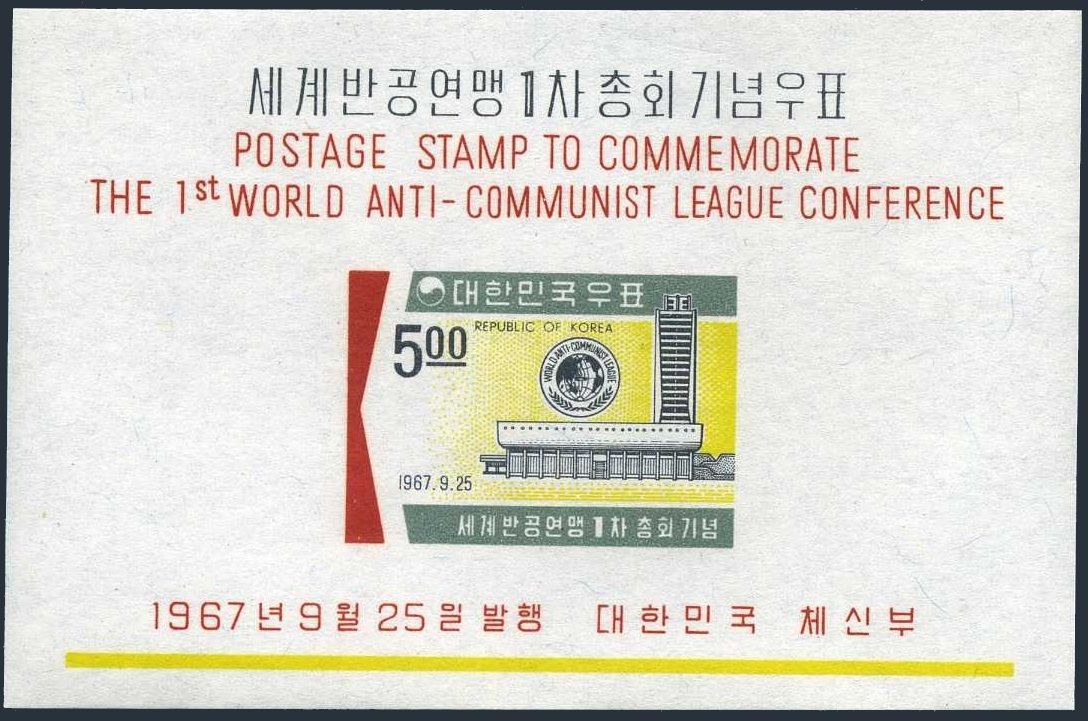 세계반공연맹 1차 총회기념우표
POSTAGE STAMP TO COMMEMORATE
THE 1st WORLD ANTI-COMMUNIST LEAGUE CONFERENCE
대한민국우표
5.00
REPUBLIC OF KOREA
WORLD ANTI-COMMUNIST LEAGUE
1967.9.25
세계반공연맹 1차 총회기념
1967년 9월 25일 발행 대한민국 체신부